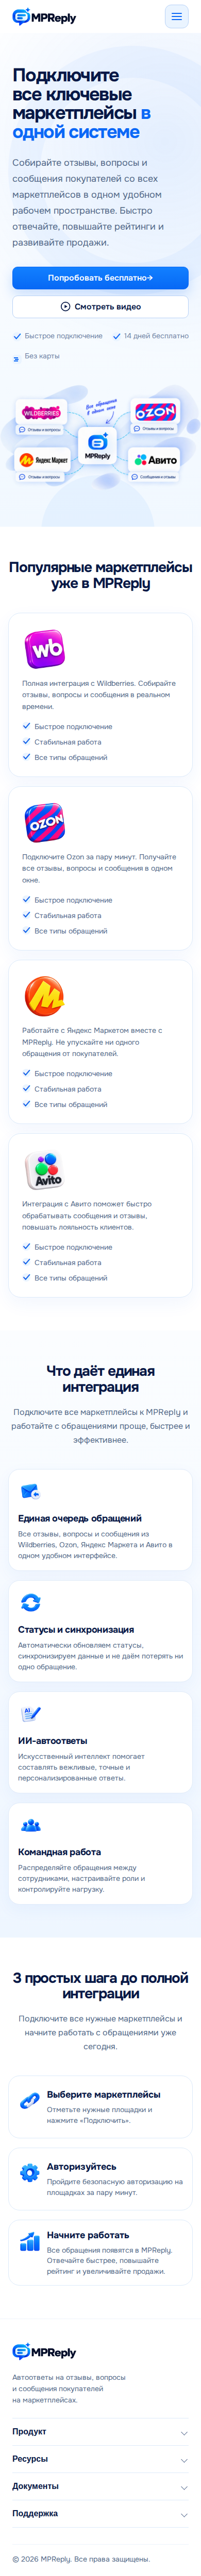 MPReply
Подключите
все ключевые
маркетплейсы в
одной системе
Собирайте отзывы, вопросы и
сообщения покупателей со всех
маркетплейсов в одном удобном
рабочем пространстве. Быстро
отвечайте, повышайте рейтинги и
развивайте продажи.
Попробовать бесплатно→
Смотреть видео
Быстрое подключение
14 дней бесплатно
Без карты
Все обращения
в одном окне
WILDBERRIES
Отзывы и вопросы
OZON
Отзывы и вопросы
MPReply
Яндекс Маркет
Отзывы и вопросы
Авито
Сообщения и отзывы
Популярные маркетплейсы
уже в MPReply
wb
Полная интеграция с Wildberries. Собирайте
отзывы, вопросы и сообщения в реальном
времени.
Быстрое подключение
Стабильная работа
Все типы обращений
OZON
Подключите Ozon за пару минут. Получайте
все отзывы, вопросы и сообщения в одном
окне.
Быстрое подключение
Стабильная работа
Все типы обращений
Работайте с Яндекс Маркетом вместе с
MPReply. Не упускайте ни одного
обращения от покупателей.
Быстрое подключение
Стабильная работа
Все типы обращений
Avito
Интеграция с Авито поможет быстро
обрабатывать сообщения и отзывы,
повышать лояльность клиентов.
Быстрое подключение
Стабильная работа
Все типы обращений
Что даёт единая
интеграция
Подключите все маркетплейсы к MPReply и
работайте с обращениями проще, быстрее и
эффективнее.
Единая очередь обращений
Все отзывы, вопросы и сообщения из
Wildberries, Ozon, Яндекс Маркета и Авито в
одном удобном интерфейсе.
Статусы и синхронизация
Автоматически обновляем статусы,
синхронизируем данные и не даём потерять ни
одно обращение.
AI
ИИ-автоответы
Искусственный интеллект помогает
составлять вежливые, точные и
персонализированные ответы.
Командная работа
Распределяйте обращения между
сотрудниками, настраивайте роли и
контролируйте нагрузку.
3 простых шага до полной
интеграции
Подключите все нужные маркетплейсы и
начните работать с обращениями уже
сегодня.
Выберите маркетплейсы
Отметьте нужные площадки и
нажмите «Подключить».
Авторизуйтесь
Пройдите безопасную авторизацию на
площадках за пару минут.
Начните работать
Все обращения появятся в MPReply.
Отвечайте быстрее, повышайте
рейтинг и увеличивайте продажи.
MPReply
Автоответы на отзывы, вопросы
и сообщения покупателей
на маркетплейсах.
Продукт
Ресурсы
Документы
Поддержка
© 2026 MPReply. Все права защищены.